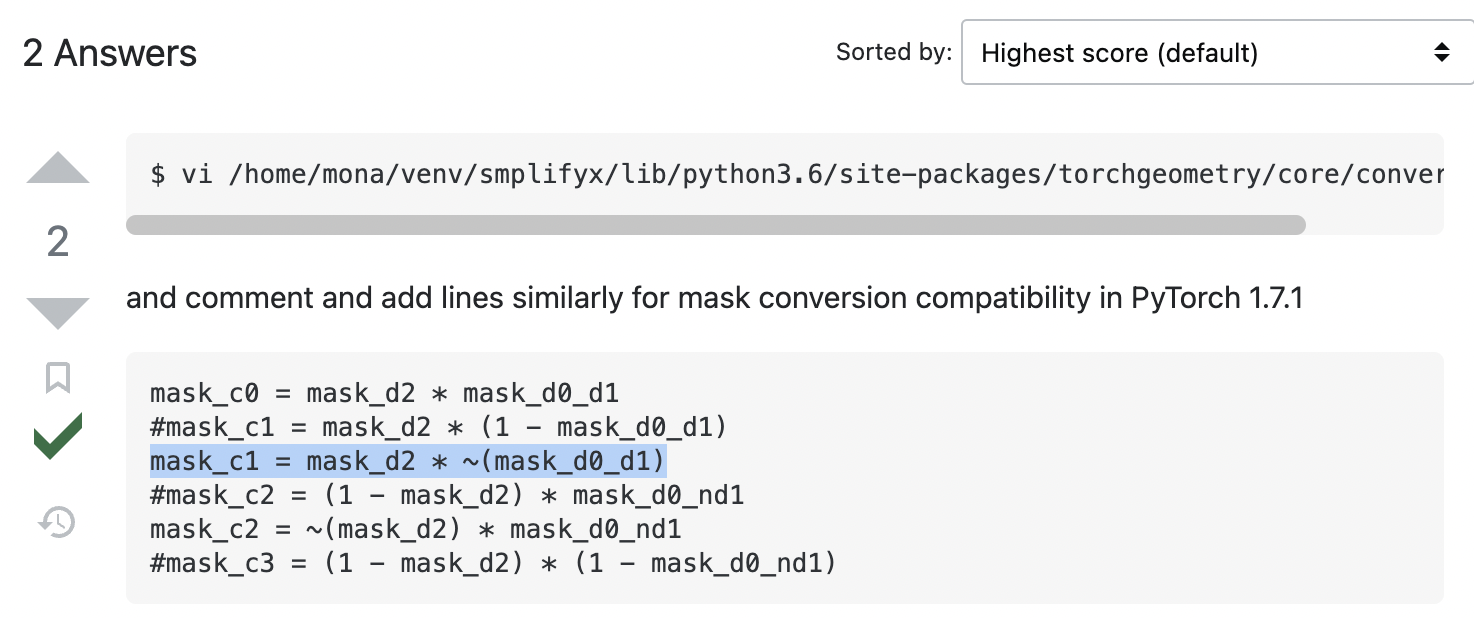 2 Answers
Sorted by:
Highest score (default)
$ vi /home/mona/venv/smplifyx/lib/python3.6/site-packages/torchgeometry/core/conver
2
and comment and add lines similarly for mask conversion compatibility in PyTorch 1.7.1
mask_c0 = mask_d2 * mask_d0_d1
#mask_c1 = mask_d2 * (1 - mask_d0_d1)
mask_c1 = mask_d2 * ~(mask_d0_d1)
#mask_c2 = (1 - mask_d2) * mask_d0_nd1
mask_c2 = ~(mask_d2) * mask_d0_nd1
#mask_c3 = (1 - mask_d2) * (1 - mask_d0_nd1)